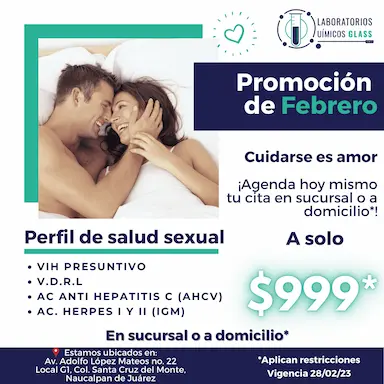 LABORATORIOS
UÍMICOS GLASS
Promoción
de Febrero
Cuidarse es amor
¡Agenda hoy mismo
tu cita en sucursal o a
domicilio*!
Perfil de salud sexual
A solo
• VIH PRESUNTIVO
• V.D.R.L
• AC ANTI HEPATITIS C (AHCV)
• AC. HERPES I Y II (IGM)
$999*
En sucursal o a domicilio*
Estamos ubicados en:
Av. Adolfo López Mateos no. 22
Local G1, Col. Santa Cruz del Monte,
Naucalpan de Juárez
*Aplican restricciones
Vigencia 28/02/23